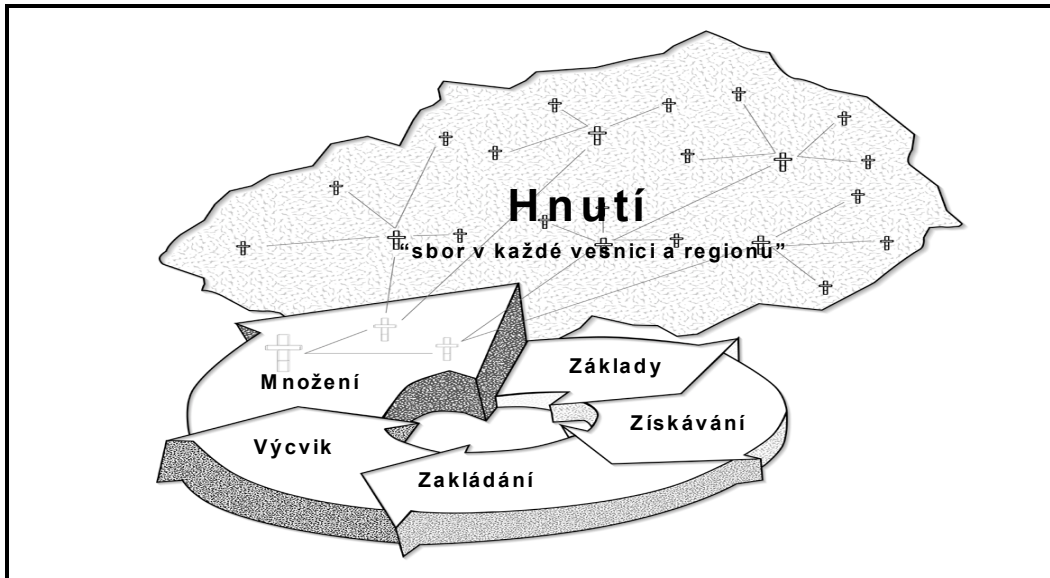 Hnutí
“sbor v každé vesnici a regionu”
Základy
Množení
Získávání
Výcvik
Zakládání